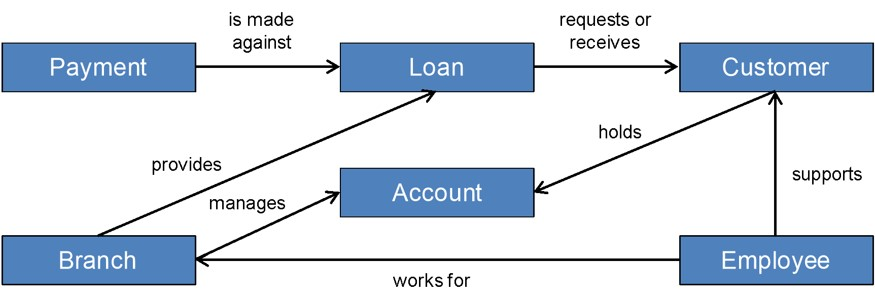 is made
against
requests or
receives
Payment
Loan
Customer
holds
provides
supports
manages
Account
Branch
Employee
works for